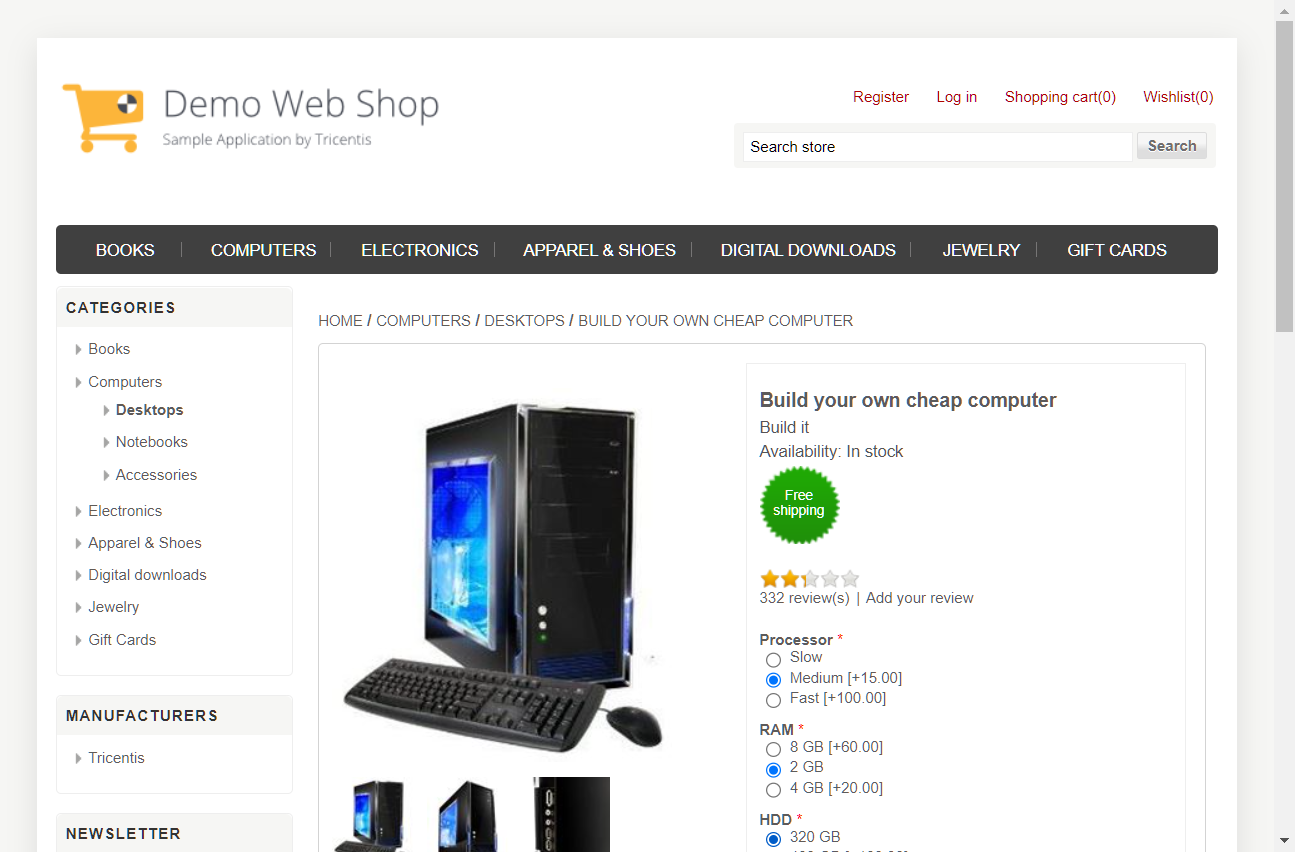 Demo Web Shop
Sample Application by Tricentis
Register Log in Shopping cart(0) Wishlist(0)
Search store Search
BOOKS COMPUTERS ELECTRONICS APPAREL & SHOES DIGITAL DOWNLOADS JEWELRY GIFT CARDS
CATEGORIES
Books
Computers
Desktops
Notebooks
Accessories
Electronics
Apparel & Shoes
Digital downloads
Jewelry
Gift Cards
MANUFACTURERS
Tricentis
NEWSLETTER
HOME / COMPUTERS / DESKTOPS / BUILD YOUR OWN CHEAP COMPUTER
Build your own cheap computer
Build it
Availability: In stock
Free
shipping
332 review(s) | Add your review
Processor *
Slow
Medium [+15.00]
Fast [+100.00]
RAM *
8 GB [+60.00]
2 GB
4 GB [+20.00]
HDD *
320 GB